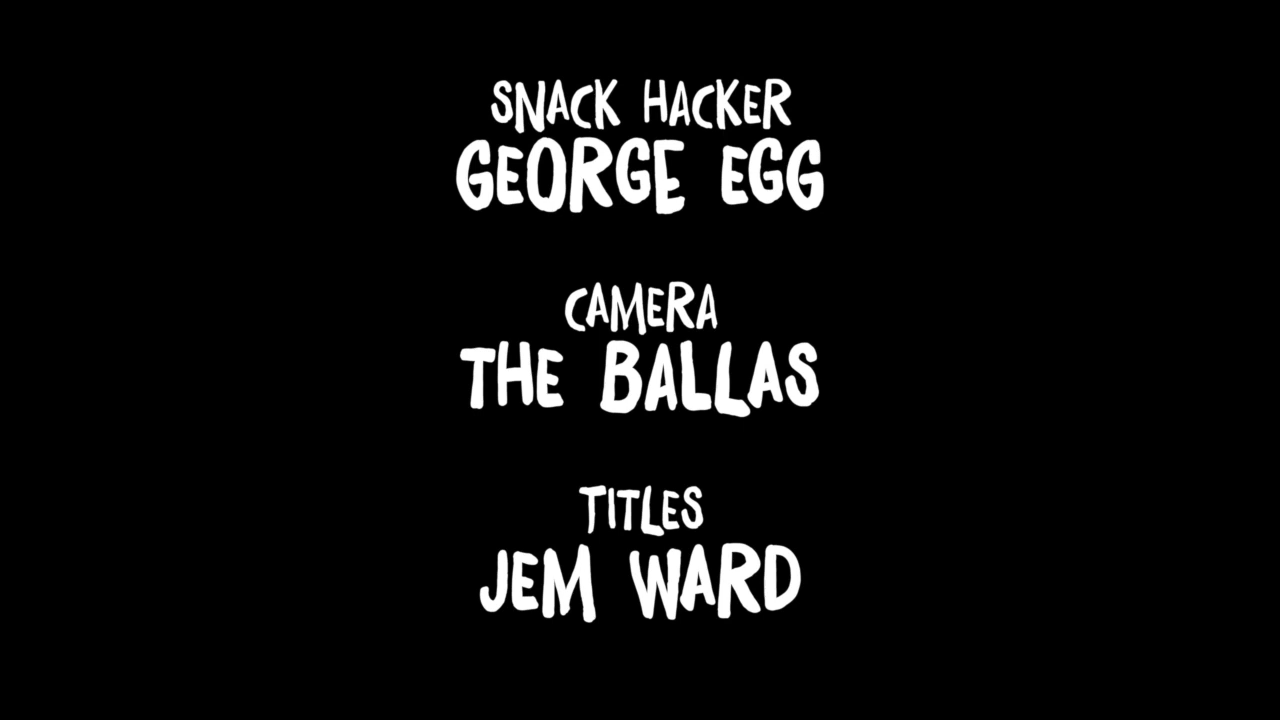 SNACK HACKER
GEORGE EGG
CAMERA
THE BALLAS
TITLES
JEM WARD